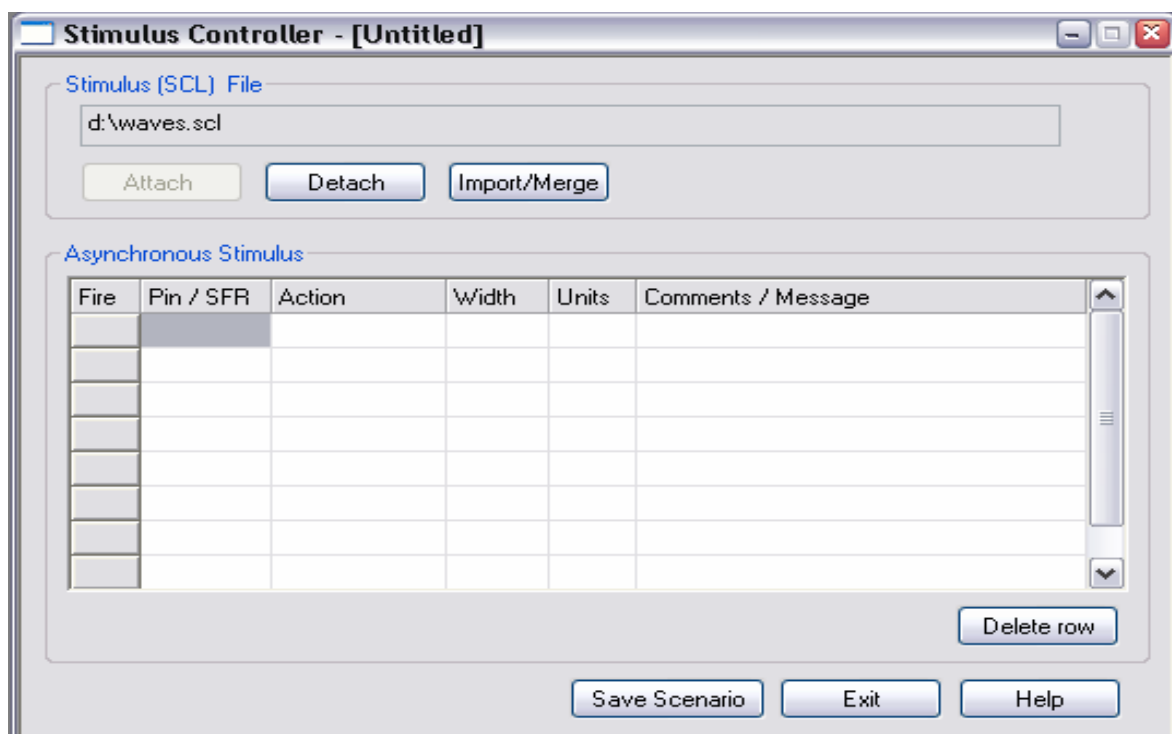 Stimulus Controller - [Untitled]
Stimulus (SCL) File
d:\waves.scl
Attach Detach Import/Merge
Asynchronous Stimulus
Fire Pin / SFR Action Width Units Comments / Message
Delete row
Save Scenario Exit Help